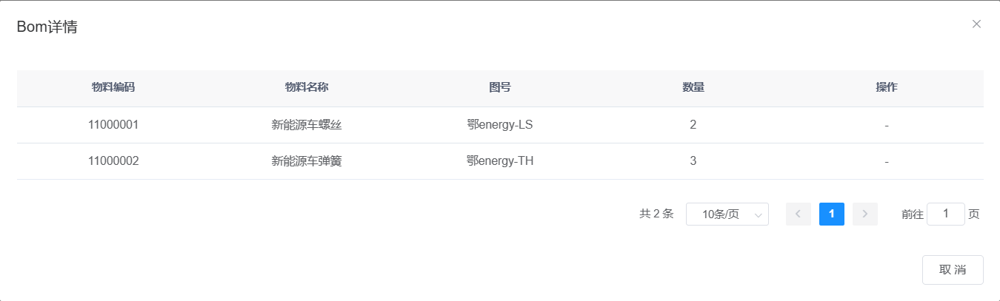 Bom详情
物料编码 物料名称 图号 数量 操作
11000001 新能源车螺丝 鄂energy-LS 2 -
11000002 新能源车弹簧 鄂energy-TH 3 -
共 2 条 10条/页 1 前往 1 页
取 消